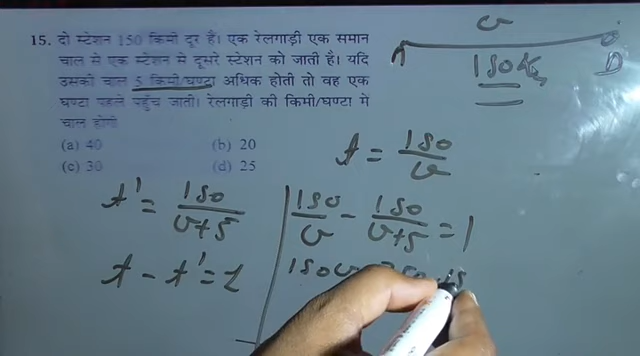 15. दो स्टेशन 150 किमी दूर है। एक रेलगाड़ी एक समान
चाल से एक स्टेशन से दूसरे स्टेशन को जाती है। यदि
उसकी चाल 5 किमी/घण्टा अधिक होती तो वह एक
घण्टा पहले पहुँच जाती। रेलगाड़ी की किमी/घण्टा में
चाल होगी
(a) 40 (b) 20
(c) 30 (d) 25
v
A D
150
t = 150/v
t' = 150/v+5
150/v - 150/v+5 = 1
t - t' = 1
150v